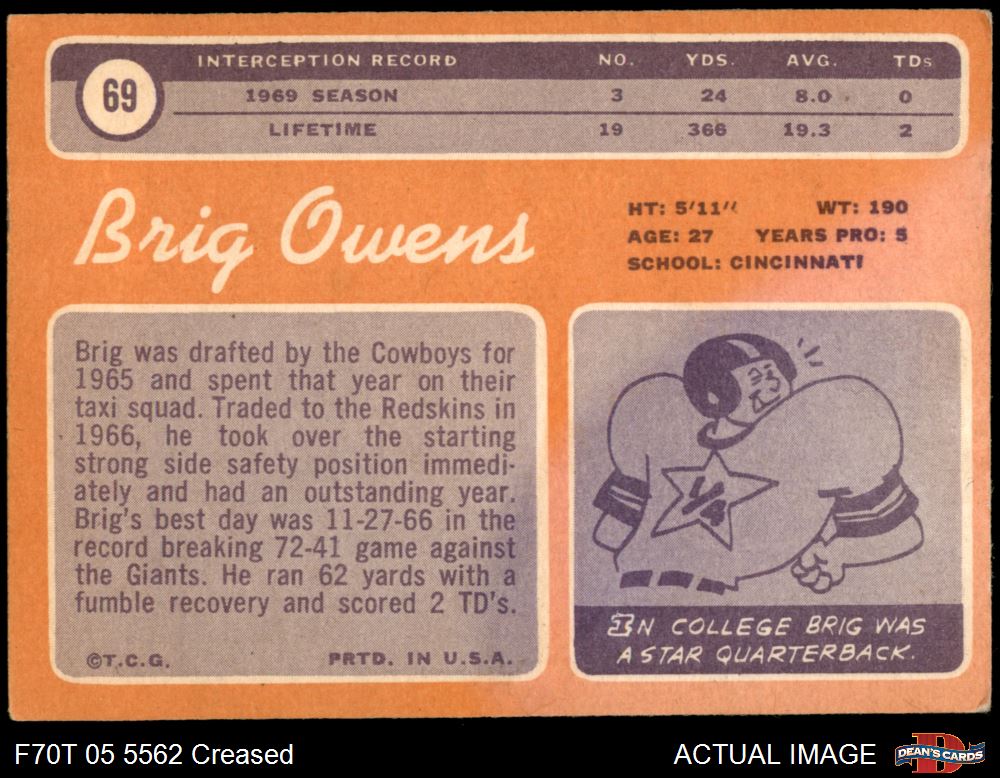 69
INTERCEPTION RECORD NO. YDS. AVG. TDs
1969 SEASON 3 24 8.0 0
LIFETIME 19 366 19.3 2
Brig Owens
HT: 5'11" WT: 190
AGE: 27 YEARS PRO: 5
SCHOOL: CINCINNATI
Brig was drafted by the Cowboys for
1965 and spent that year on their
taxi squad. Traded to the Redskins in
1966, he took over the starting
strong side safety position immedi-
ately and had an outstanding year.
Brig's best day was 11-27-66 in the
record breaking 72-41 game against
the Giants. He ran 62 yards with a
fumble recovery and scored 2 TD's.
©T.C.G. PRTD. IN U.S.A.
1/4
IN COLLEGE BRIG WAS
A STAR QUARTERBACK.
F70T 05 5562 Creased
ACTUAL IMAGE
DEAN'S CARDS